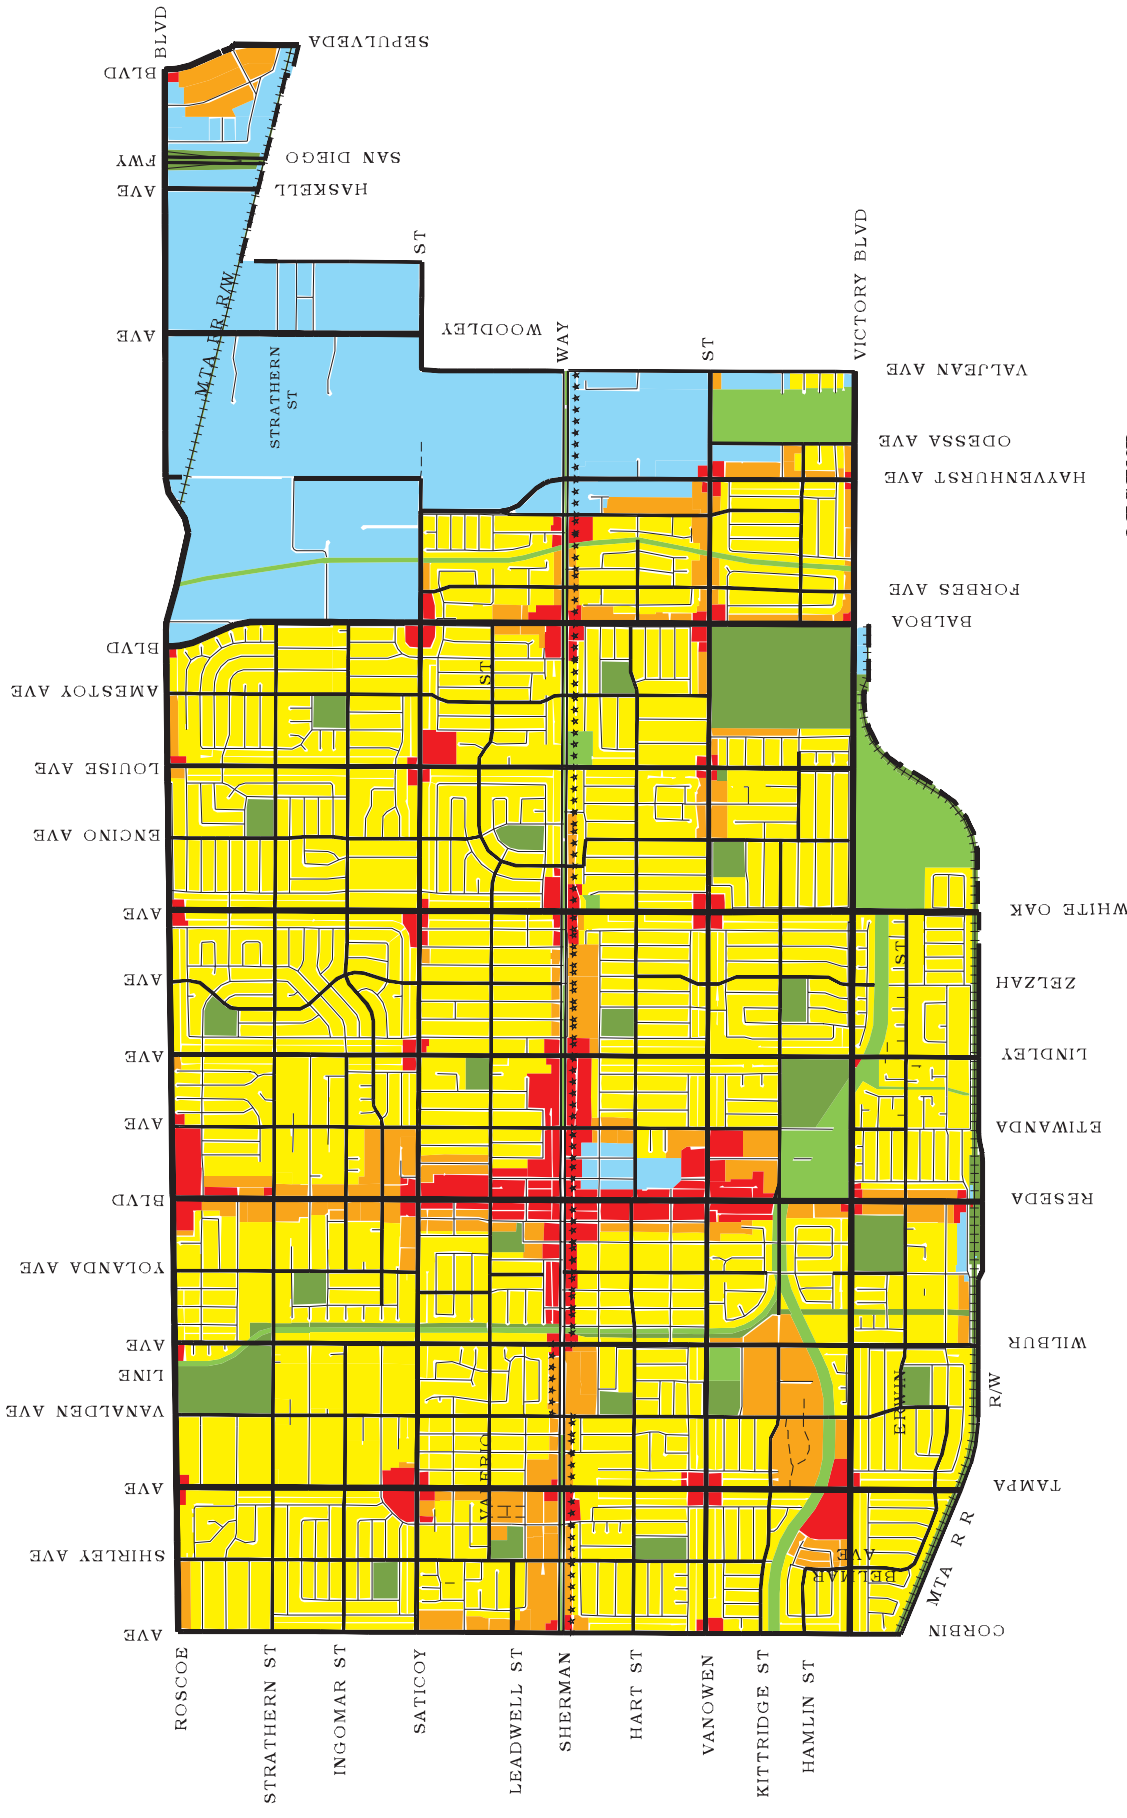 BLVD
SEPULVEDA
BLVD
SAN DIEGO
FWY
HASKELL
AVE
MTA RR R/W
ST
VICTORY BLVD
WOODLEY
AVE
WAY
ST
STRATHERN
ST
VALJEAN AVE
ODESSA AVE
HAYVENHURST AVE
FORBES AVE
BALBOA
BLVD
ST
AMESTOY AVE
LOUISE AVE
ENCINO AVE
WHITE OAK
AVE
ST
ZELZAH
AVE
LINDLEY
AVE
ETIWANDA
AVE
RESEDA
BLVD
YOLANDA AVE
WILBUR
AVE
LINE
R/W
VANALDEN AVE
ERWIN
VALERIO
TAMPA
AVE
MTA RR
SHIRLEY AVE
BELMAR
AVE
CORBIN
AVE
ROSCOE
STRATHERN ST
INGOMAR ST
SATICOY
LEADWELL ST
SHERMAN
HART ST
VANOWEN
KITTRIDGE ST
HAMLIN ST